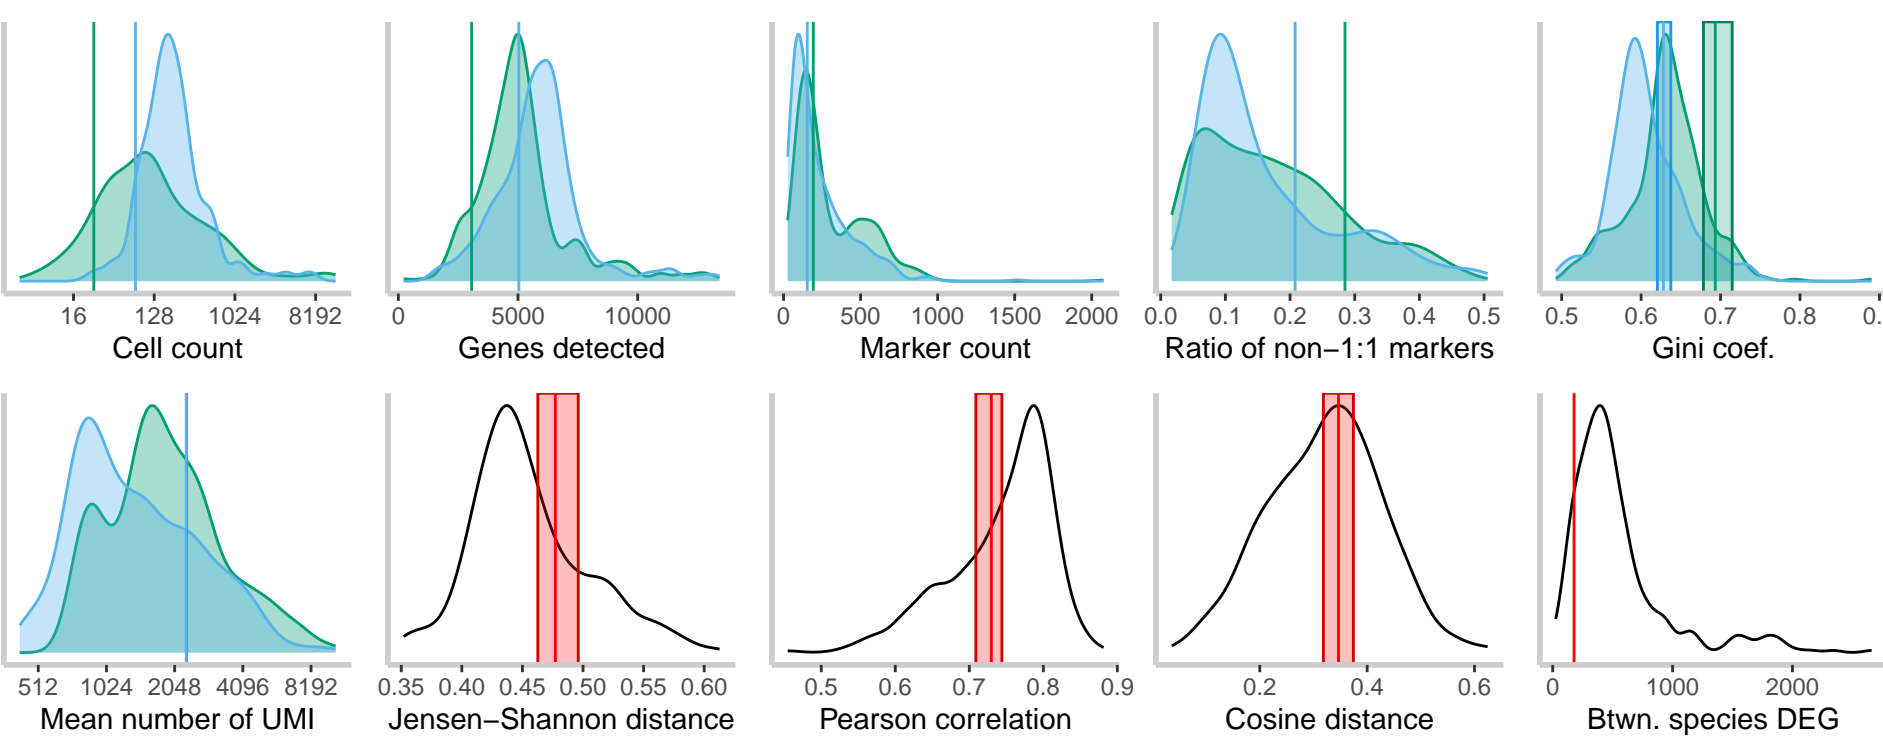 16 128 1024 8192
Cell count
0 5000 10000
Genes detected
0 500 1000 1500 2000
Marker count
0.0 0.1 0.2 0.3 0.4 0.5
Ratio of non−1:1 markers
0.5 0.6 0.7 0.8 0.
Gini coef.
512 1024 2048 4096 8192
Mean number of UMI
0.35 0.40 0.45 0.50 0.55 0.60
Jensen−Shannon distance
0.5 0.6 0.7 0.8 0.9
Pearson correlation
0.2 0.4 0.6
Cosine distance
0 1000 2000
Btwn. species DEG